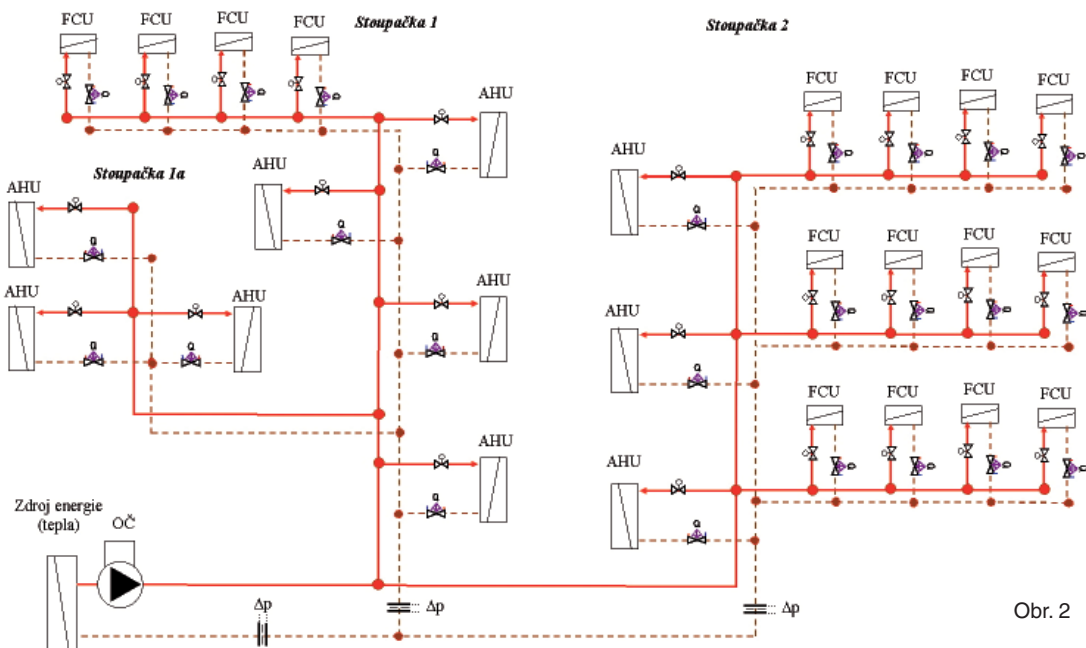 FCU
FCU
FCU
FCU
Stoupačka 1
Stoupačka 2
FCU
FCU
FCU
FCU
Q
Q
Q
Q
AHU
Q
AHU
Q
Q
Q
Q
Stoupačka 1a
AHU
AHU
Q
Q
Q
AHU
Q
AHU
AHU
AHU
Q
Q
Q
FCU
FCU
FCU
FCU
AHU
Q
Q
Q
Q
Q
FCU
FCU
FCU
FCU
AHU
Q
AHU
Q
Q
Q
Q
Q
Zdroj energie
(tepla)
OČ
Δp
Δp
Δp
Obr. 2